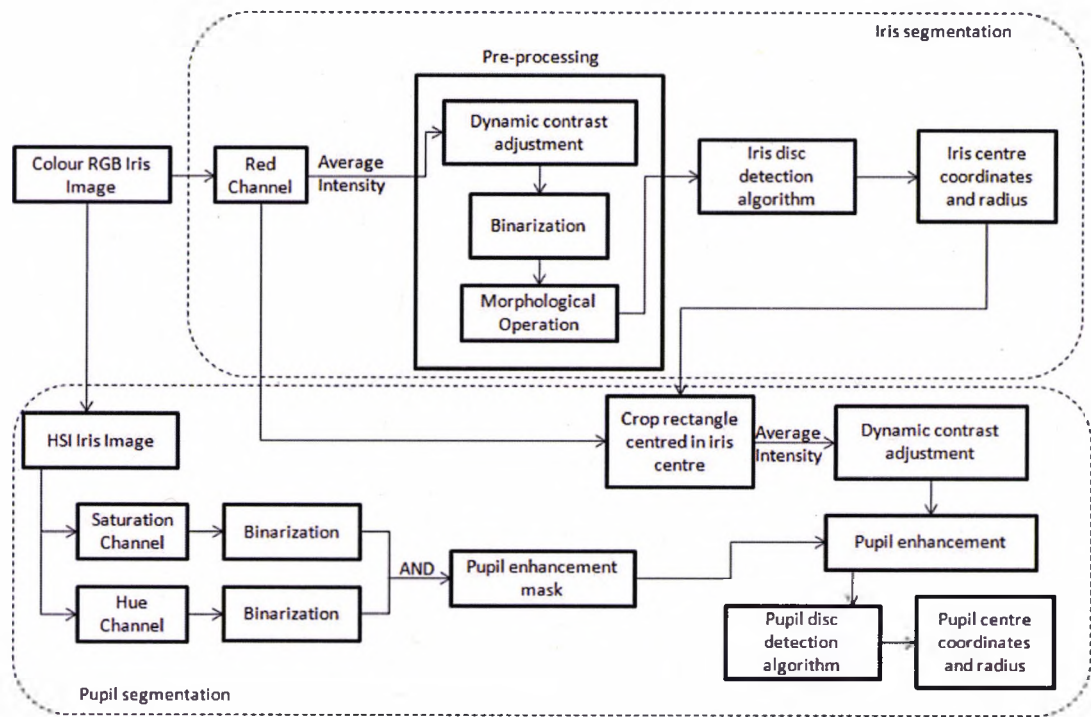 Iris segmentation
Pre-processing
Colour RGB Iris
Image
Red
Channel
Average
Intensity
Dynamic contrast
adjustment
Binarization
Morphological
Operation
Iris disc
detection
algorithm
Iris centre
coordinates
and radius
HSI Iris Image
Crop rectangle
centred in iris
centre
Average
Intensity
Dynamic contrast
adjustment
Saturation
Channel
Binarization
Hue
Channel
Binarization
AND
Pupil enhancement
mask
Pupil enhancement
Pupil disc
detection
algorithm
Pupil centre
coordinates
and radius
Pupil segmentation